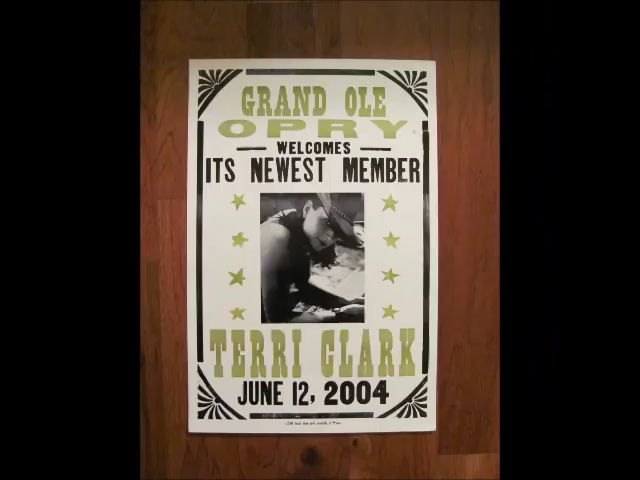 GRAND OLE
OPRY
WELCOMES
ITS NEWEST MEMBER
TERRI CLARK
JUNE 12, 2004